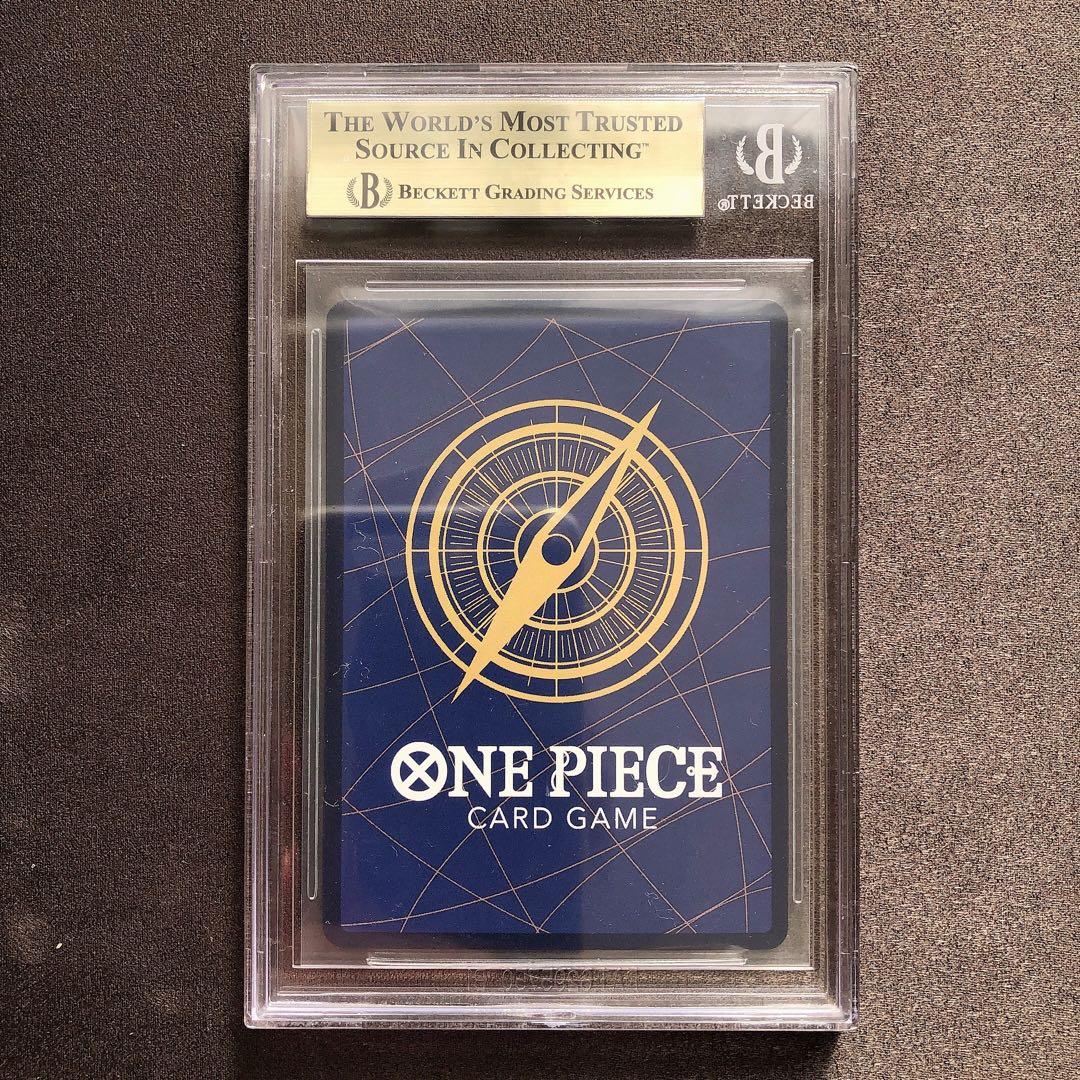 THE WORLD'S MOST TRUSTED
SOURCE IN COLLECTING™
B BECKETT GRADING SERVICES
B
BECKETT®
ONE PIECE
CARD GAME